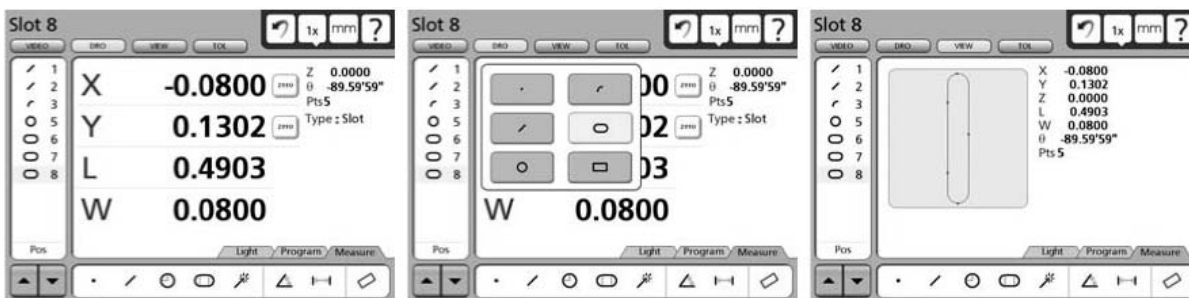 Slot 8
1x mm ?
VIDEO DRO VIEW TOL
1
2
3
5
6
7
8
Pos
X -0.0800 zero
Y 0.1302 zero
L 0.4903
W 0.0800
Z 0.0000
θ -89.59'59"
Pts 5
Type : Slot
Light Program Measure
Slot 8
1x mm ?
VIDEO DRO VIEW TOL
1
2
3
5
6
7
8
Pos
00 zero
02 zero
03
W 0.0800
Z 0.0000
θ -89.59'59"
Pts 5
Type : Slot
Light Program Measure
Slot 8
1x mm ?
VIDEO DRO VIEW TOL
1
2
3
5
6
7
8
Pos
X -0.0800
Y 0.1302
Z 0.0000
L 0.4903
W 0.0800
θ -89.59'59"
Pts 5
Light Program Measure